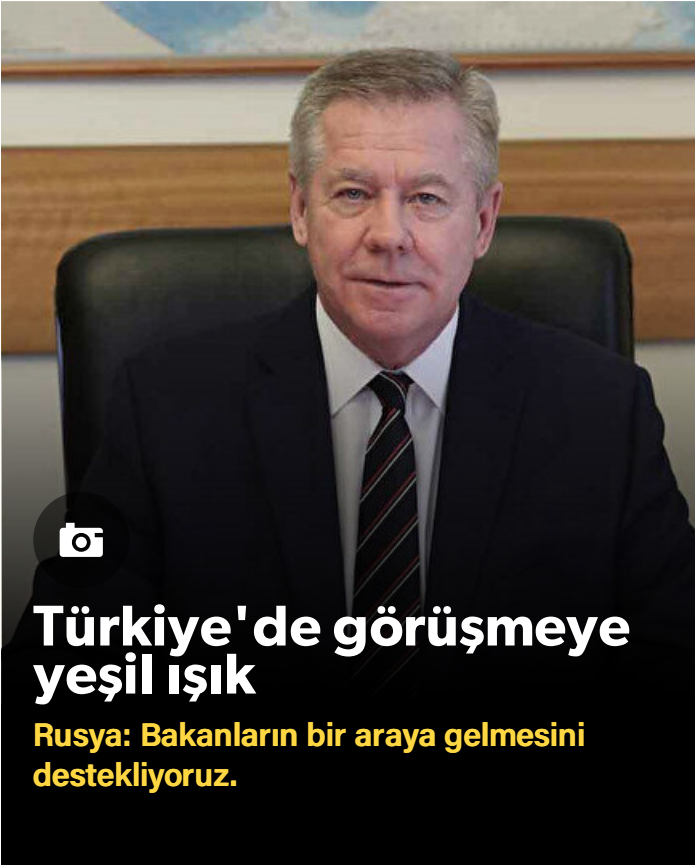 Türkiye'de görüşmeye
yeşil ışık
Rusya: Bakanların bir araya gelmesini
destekliyoruz.